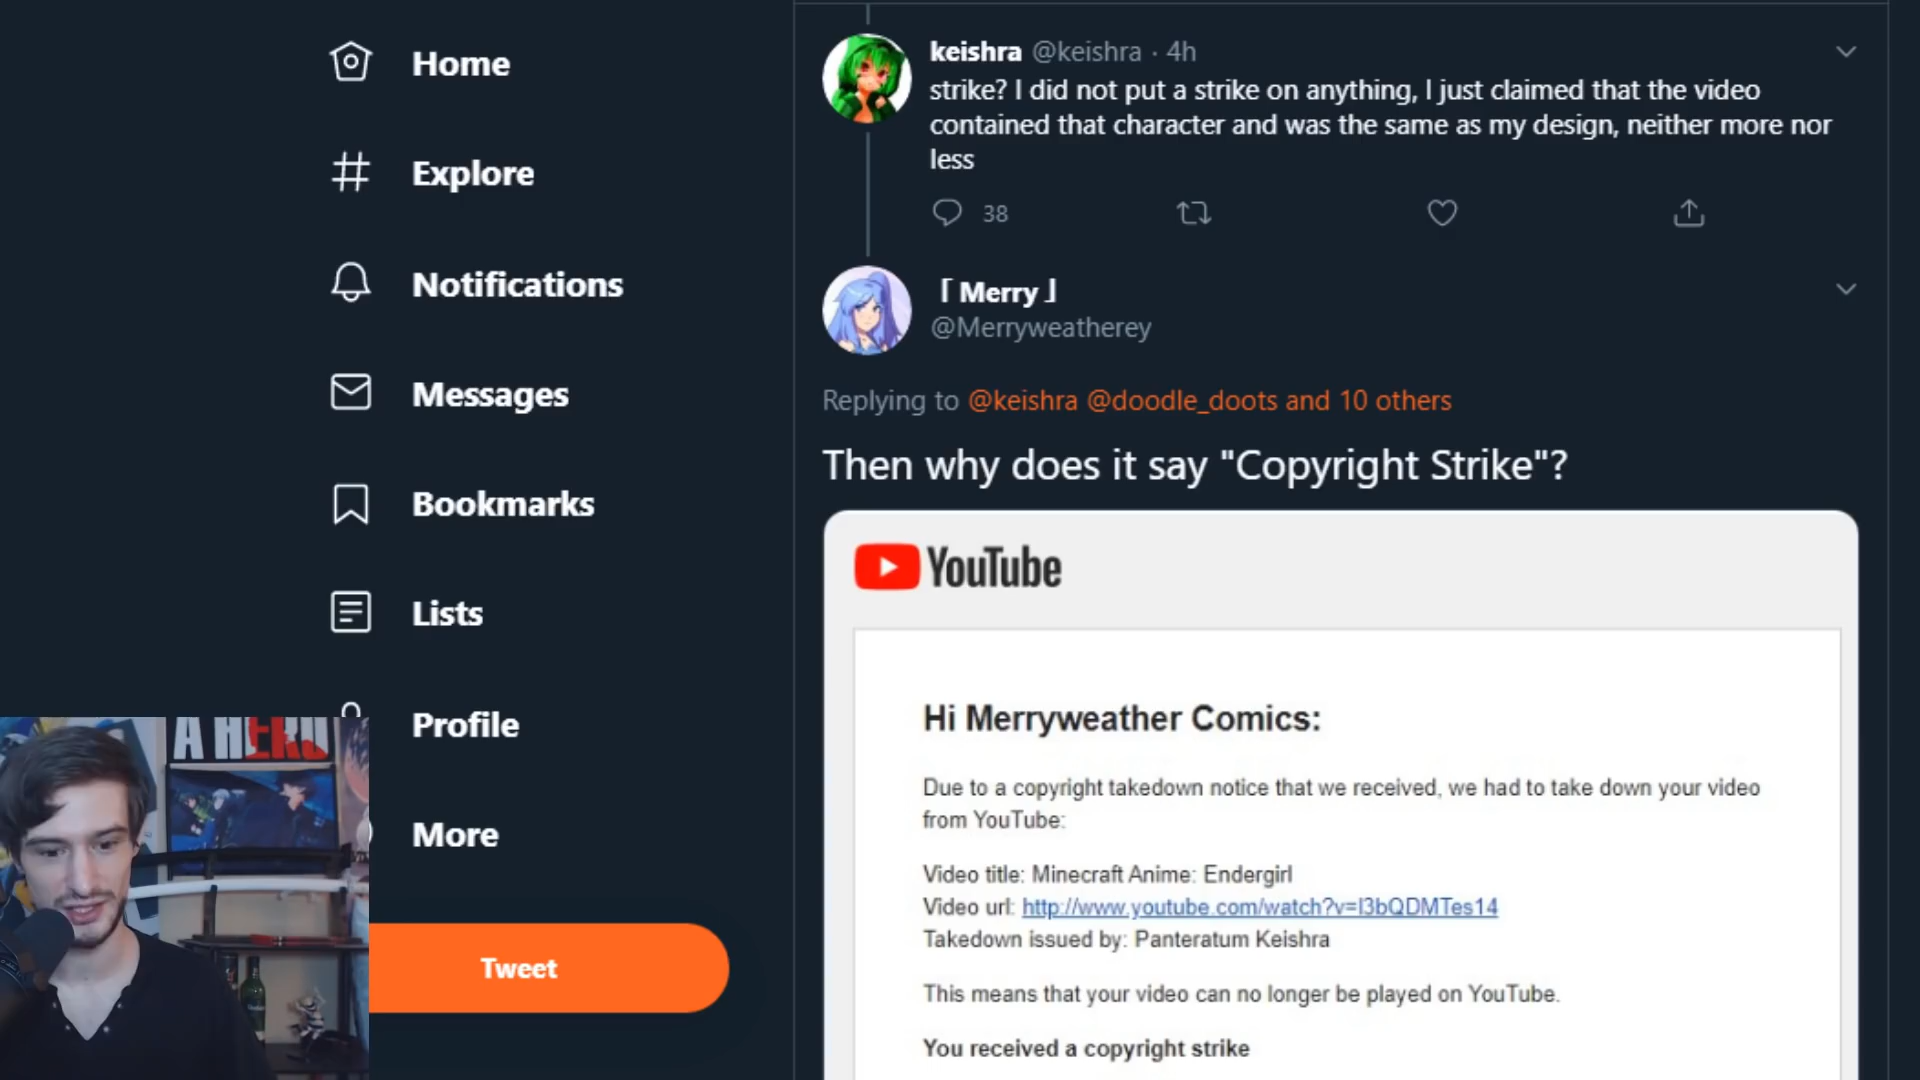 Home
Explore
Notifications
Messages
Bookmarks
Lists
Profile
More
Tweet
keishra @keishra · 4h
strike? I did not put a strike on anything, I just claimed that the video
contained that character and was the same as my design, neither more nor
less
38
「Merry」
@Merryweatherey
Replying to @keishra @doodle_doots and 10 others
Then why does it say "Copyright Strike"?
YouTube
Hi Merryweather Comics:
Due to a copyright takedown notice that we received, we had to take down your video
from YouTube:
Video title: Minecraft Anime: Endergirl
Video url: http://www.youtube.com/watch?v=I3bQDMTes14
Takedown issued by: Panteratum Keishra
This means that your video can no longer be played on YouTube.
You received a copyright strike
A HERO